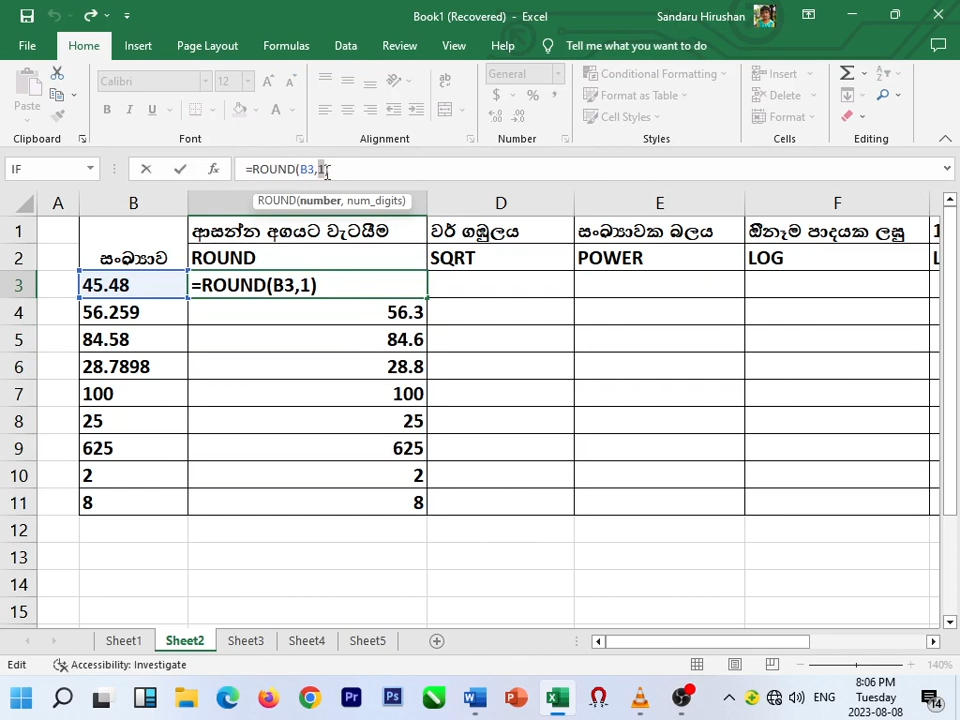 Book1 (Recovered) - Excel
Sandaru Hirushan
File Home Insert Page Layout Formulas Data Review View Help Tell me what you want to do
Calibri 12 General Conditional Formatting Insert
Paste Format as Table Delete
Cell Styles Format
Clipboard Font Alignment Number Styles Cells Editing
IF =ROUND(B3,1)
ROUND(number, num_digits)
A B D E F
1 ආසන්න අගයට වැටයීම වර් ගඹුලය සංඛ්‍යාවක බලය ඕනෑම පාදයක ලඝු 1
2 සංඛ්‍යාව ROUND SQRT POWER LOG L
3 45.48 =ROUND(B3,1)
4 56.259 56.3
5 84.58 84.6
6 28.7898 28.8
7 100 100
8 25 25
9 625 625
10 2 2
11 8 8
12
13
14
15
Sheet1 Sheet2 Sheet3 Sheet4 Sheet5
Edit Accessibility: Investigate 140%
8:06 PM
ENG Tuesday
2023-08-08
14